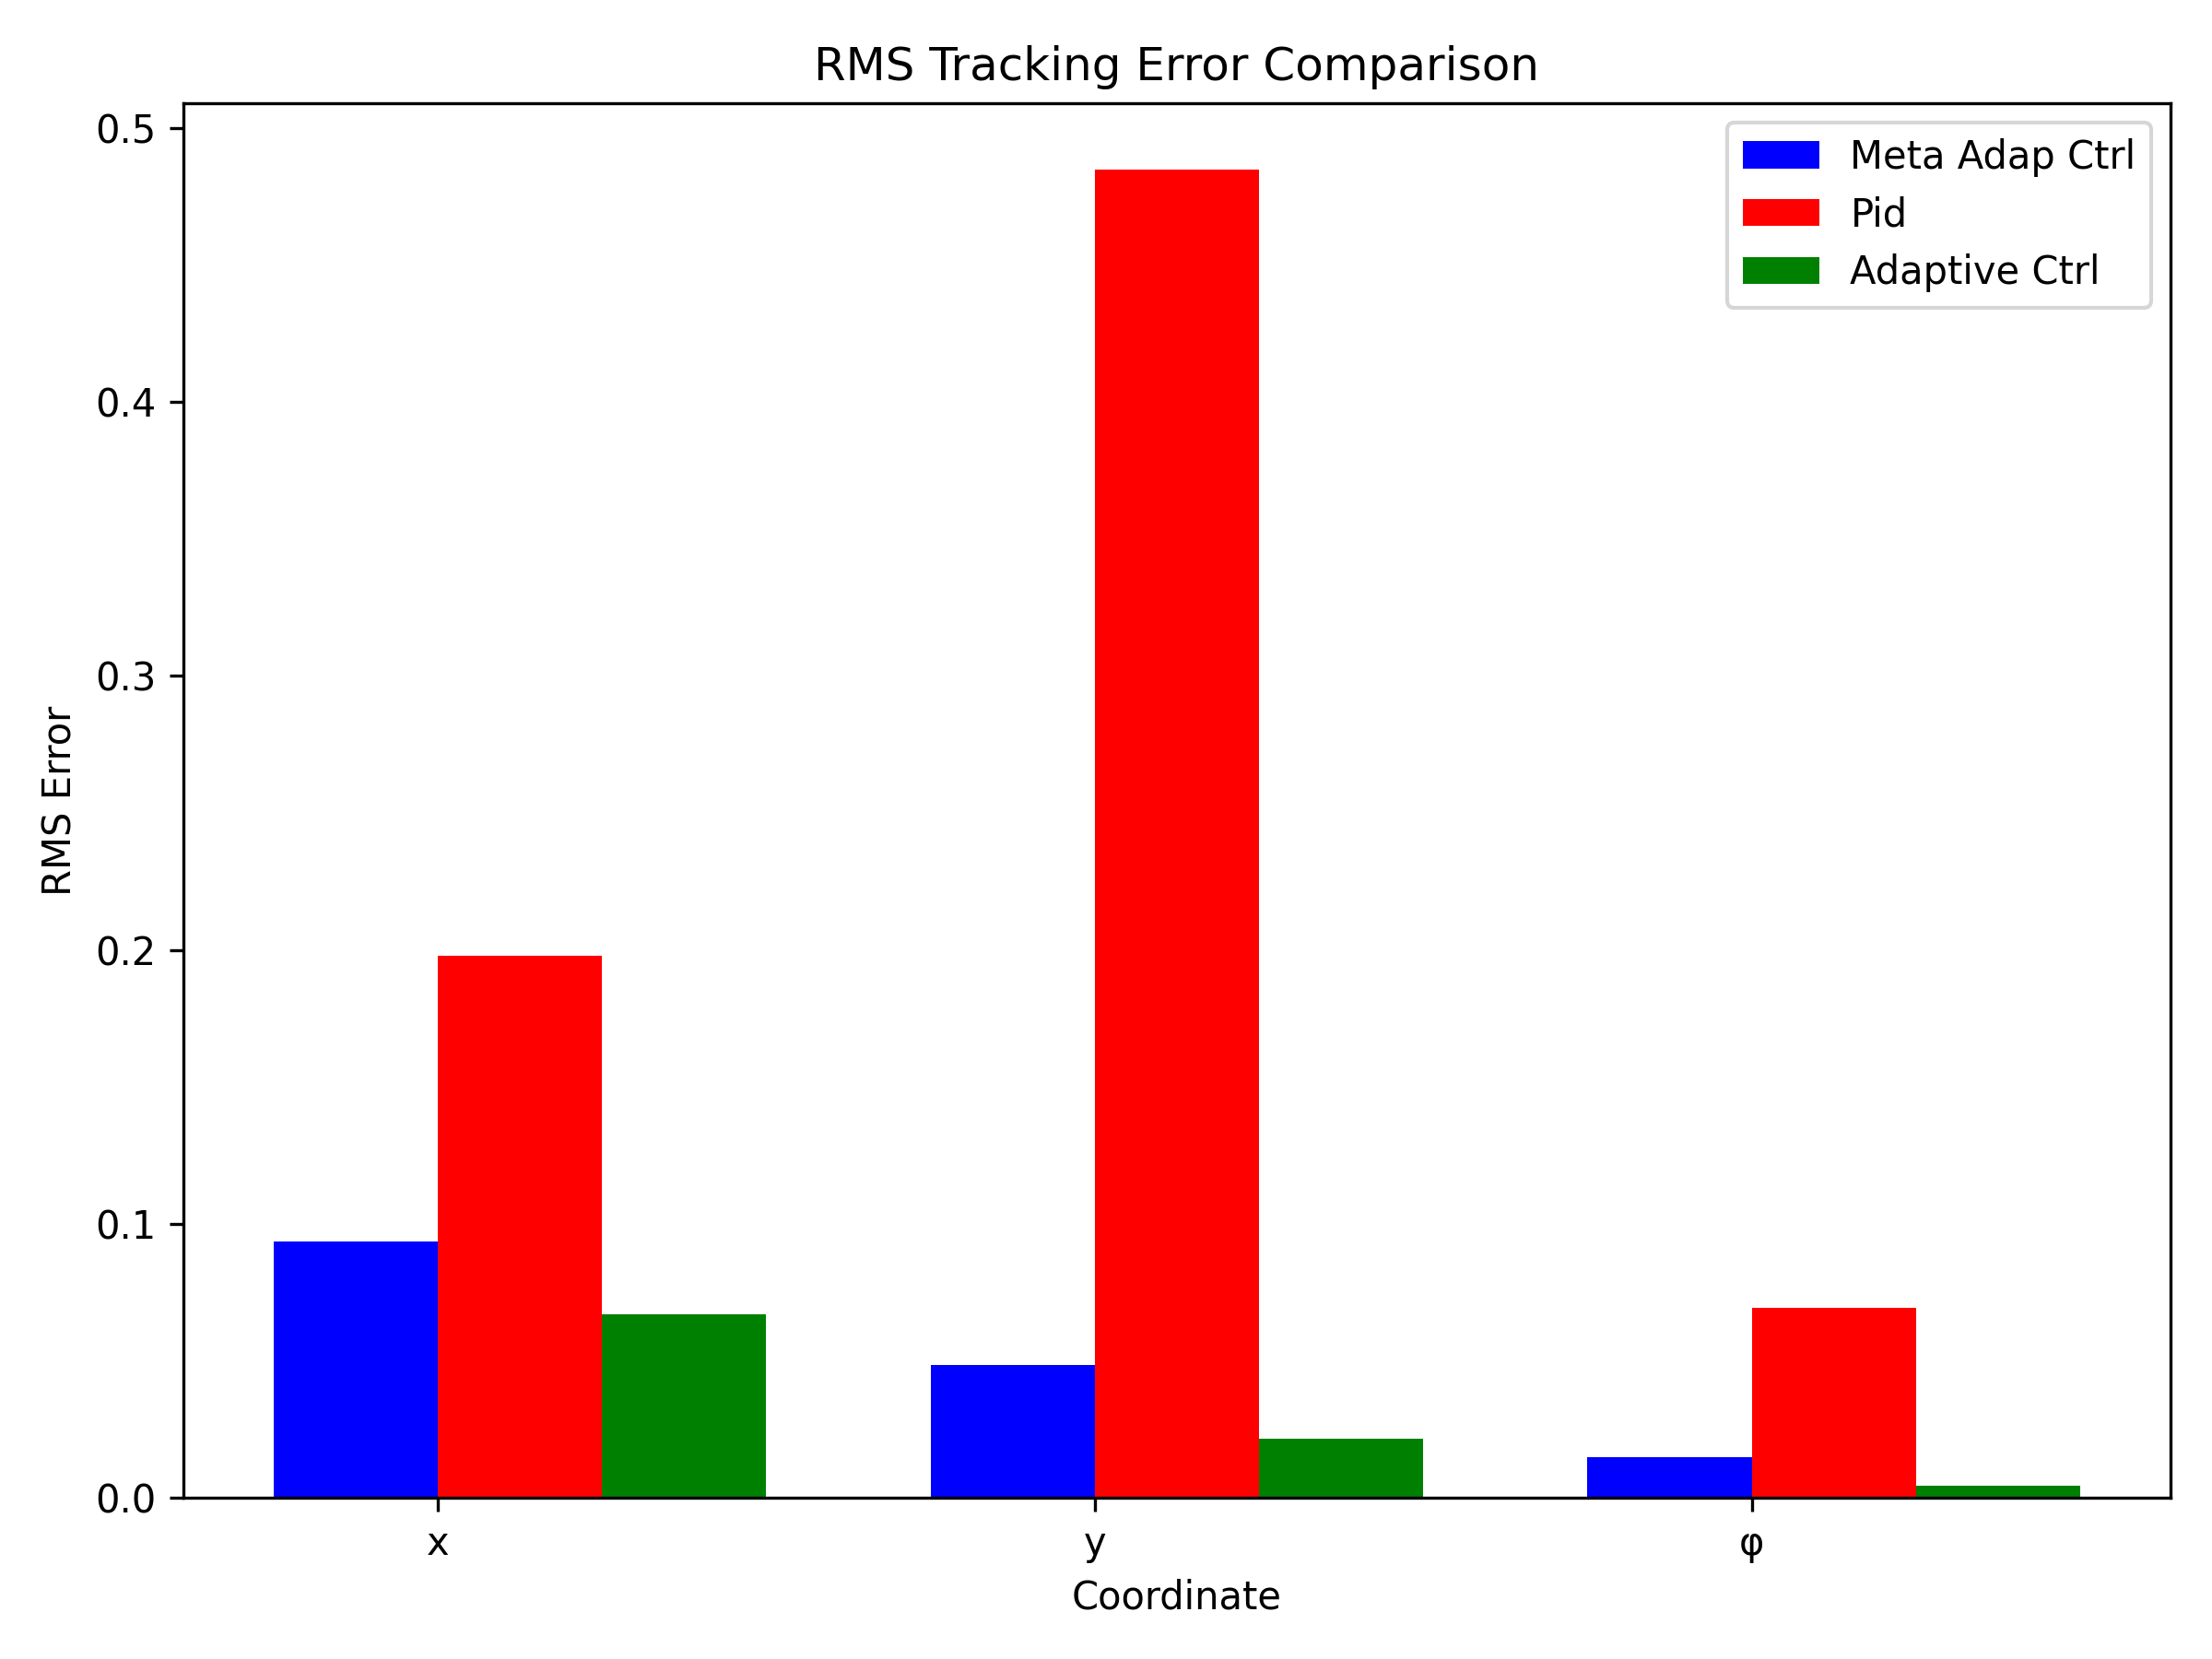 RMS Tracking Error Comparison
Meta Adap Ctrl
Pid
Adaptive Ctrl
RMS Error
0.5
0.4
0.3
0.2
0.1
0.0
x y φ
Coordinate